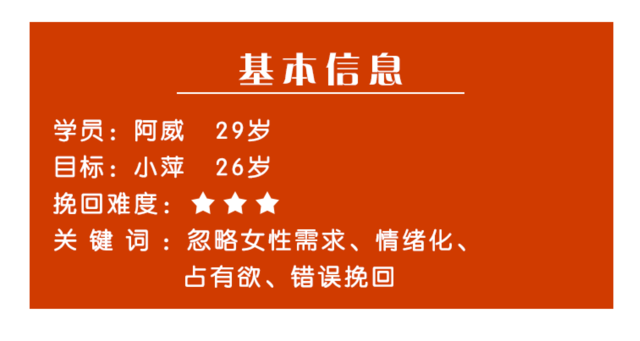 基本信息
学员：阿威 29岁
目标：小萍 26岁
挽回难度：★★★
关键词：忽略女性需求、情绪化、
占有欲、错误挽回